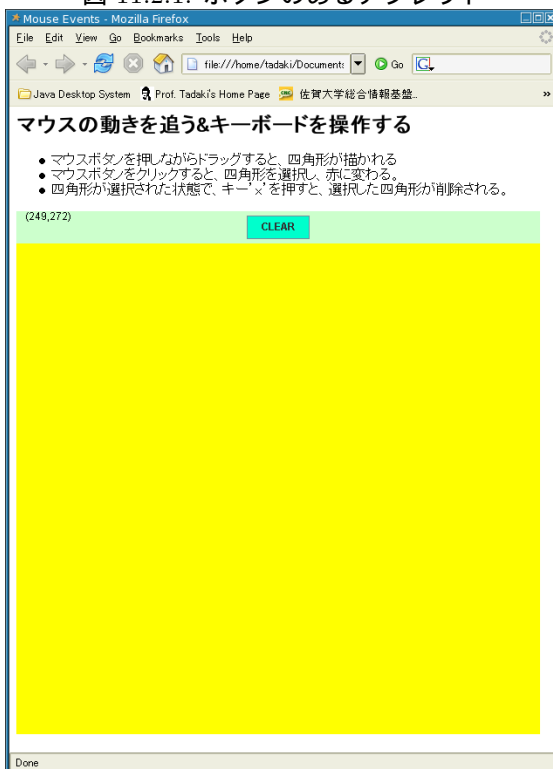 図 11.2.1: ボタンのあるアプレット
Mouse Events - Mozilla Firefox
File Edit View Go Bookmarks Tools Help
file:///home/tadaki/Document: Go G
Java Desktop System Prof. Tadaki's Home Page 佐賀大学総合情報基盤.. »
マウスの動きを追う&キーボードを操作する
マウスボタンを押しながらドラッグすると、四角形が描かれる
マウスボタンをクリックすると、四角形を選択し、赤に変わる。
四角形が選択された状態で、キー'x'を押すと、選択した四角形が削除される。
(249,272)
CLEAR
Done